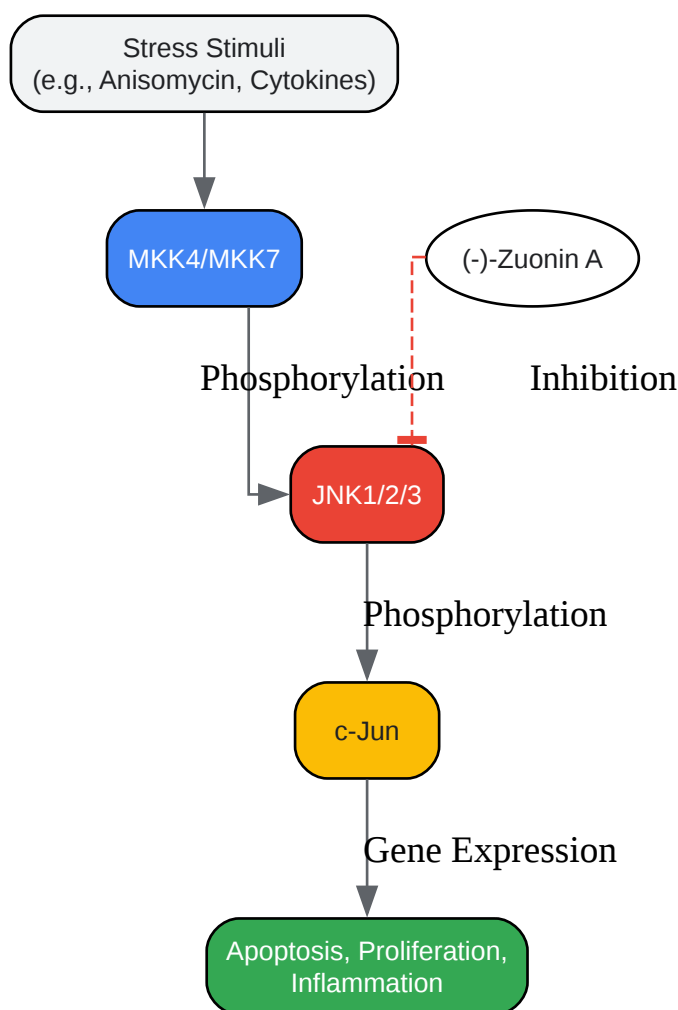 Stress Stimuli
(e.g., Anisomycin, Cytokines)
MKK4/MKK7
(-)-Zuonin A
Phosphorylation
Inhibition
JNK1/2/3
Phosphorylation
c-Jun
Gene Expression
Apoptosis, Proliferation,
Inflammation